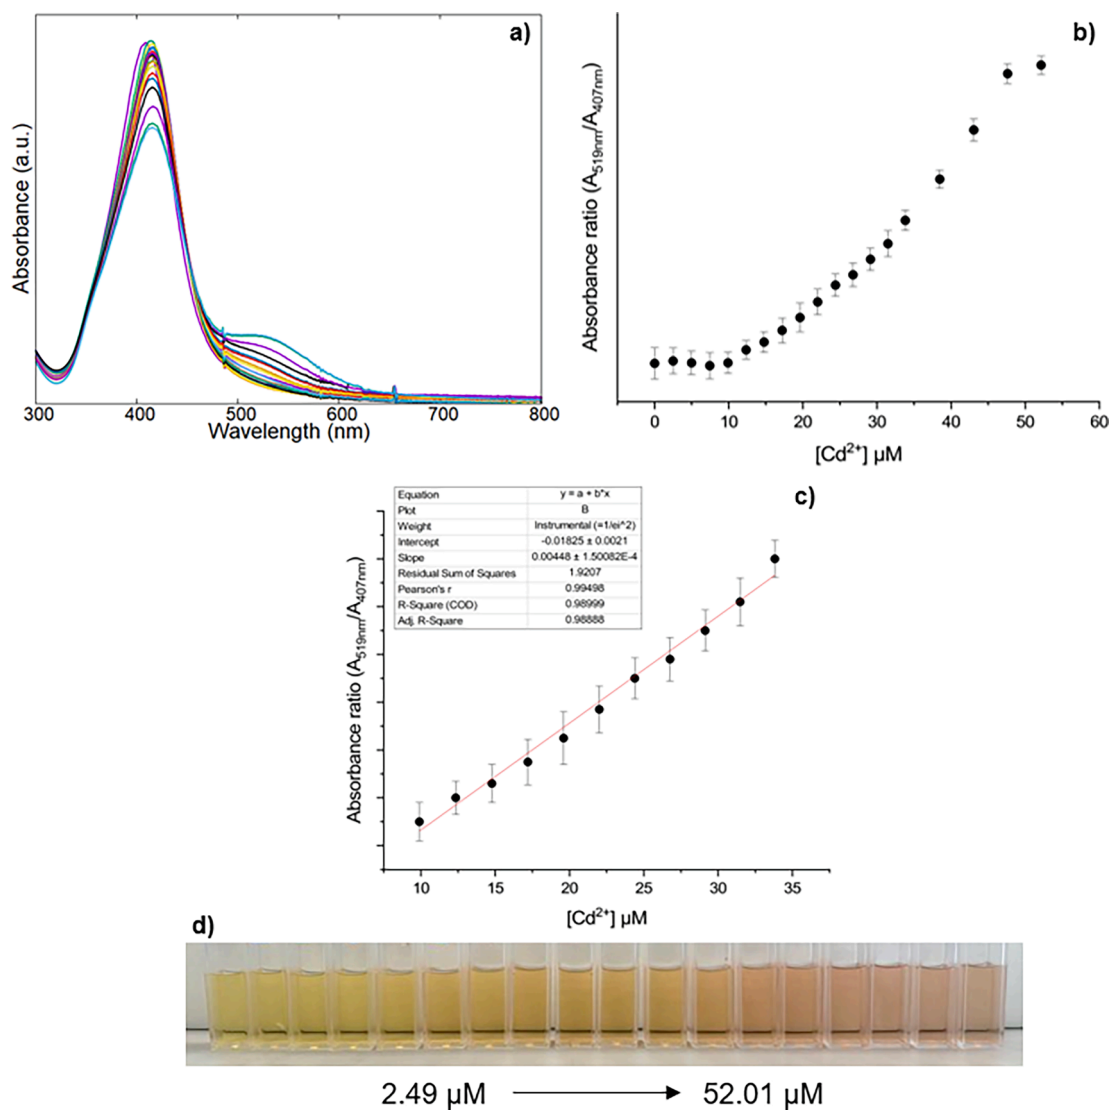 a)
Absorbance (a.u.)
300 400 500 600 700 800
Wavelength (nm)
b)
Absorbance ratio (A519nm/A407nm)
0 10 20 30 40 50 60
[Cd²⁺] µM
c)
Equation y = a + b*x
Plot B
Weight Instrumental (=1/ei^2)
Intercept -0.01825 ± 0.0021
Slope 0.00448 ± 1.50082E-4
Residual Sum of Squares 1.9207
Pearson's r 0.99498
R-Square (COD) 0.98999
Adj. R-Square 0.98888
Absorbance ratio (A519nm/A407nm)
10 15 20 25 30 35
[Cd²⁺] µM
d)
2.49 µM 52.01 µM